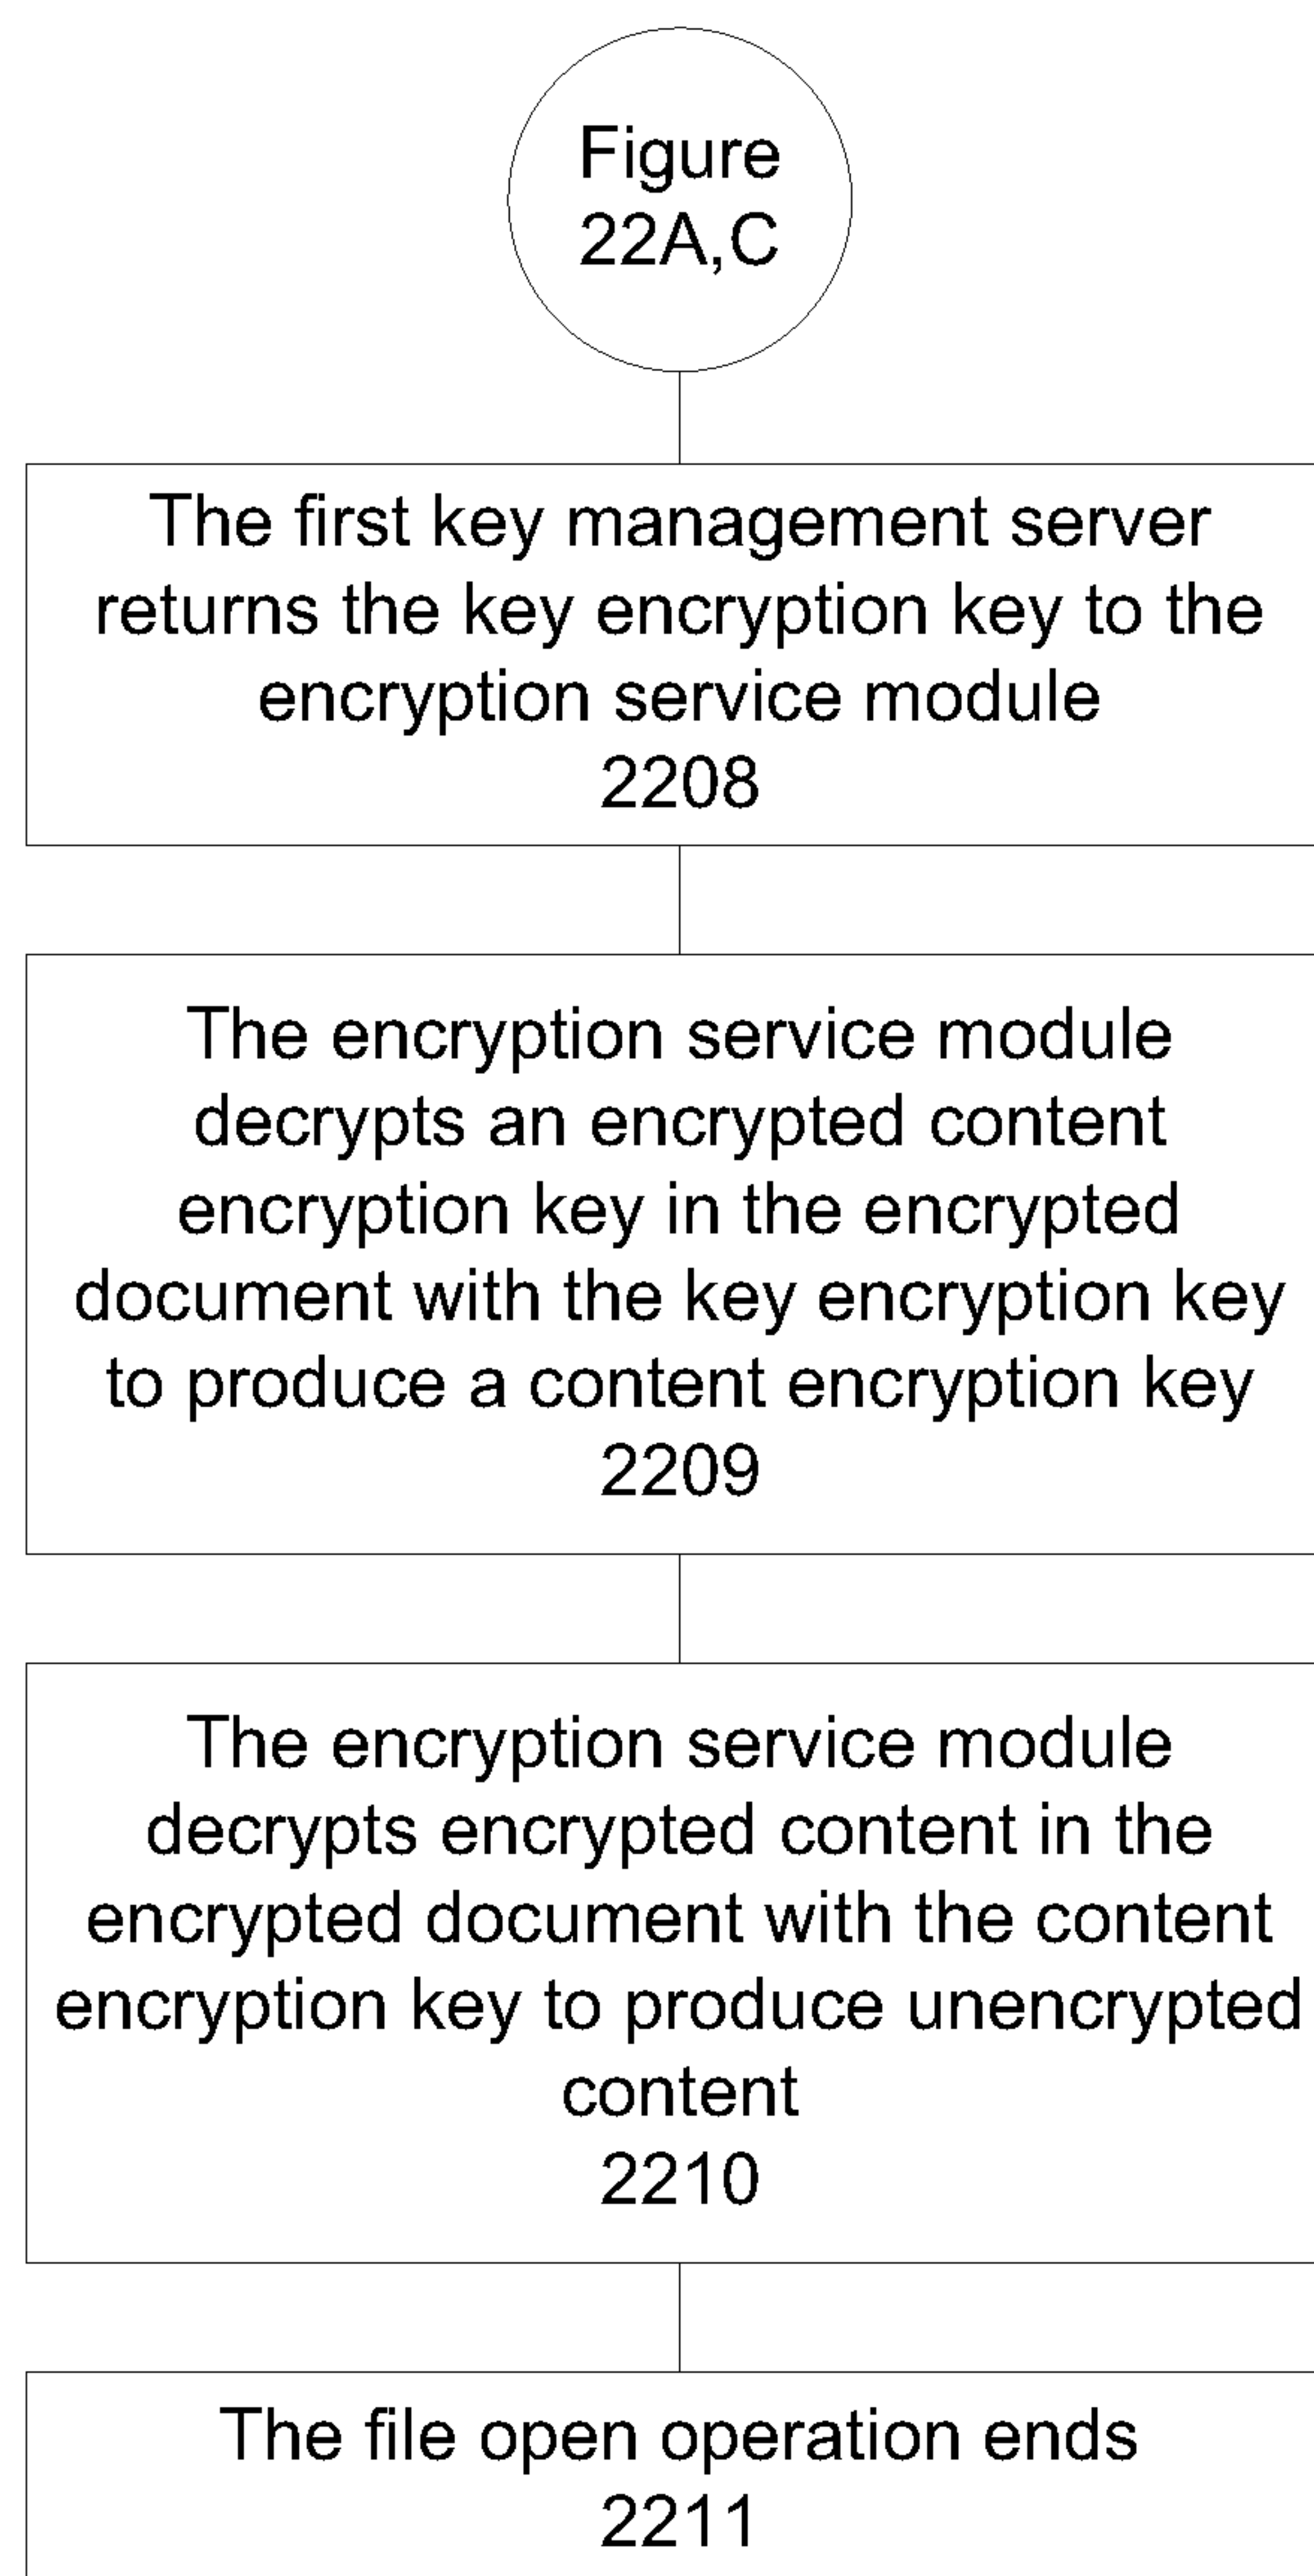 Figure
22A,C
The first key management server
returns the key encryption key to the
encryption service module
2208
The encryption service module
decrypts an encrypted content
encryption key in the encrypted
document with the key encryption key
to produce a content encryption key
2209
The encryption service module
decrypts encrypted content in the
encrypted document with the content
encryption key to produce unencrypted
content
2210
The file open operation ends
2211